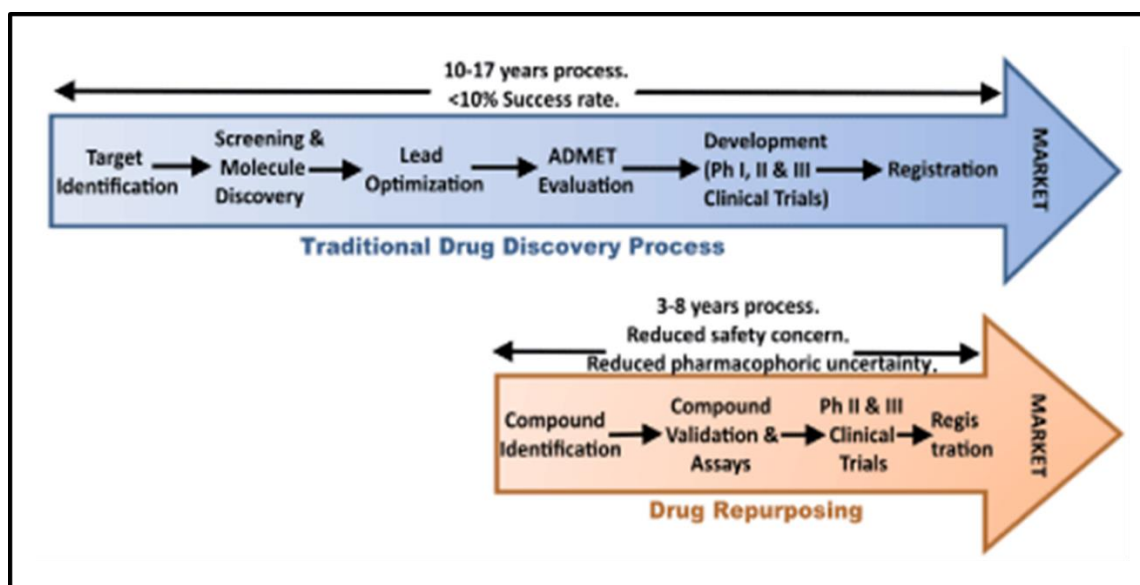 10-17 years process.
<10% Success rate.
Target
Identification
Screening &
Molecule
Discovery
Lead
Optimization
ADMET
Evaluation
Development
(Ph I, II & III
Clinical Trials)
Registration
MARKET
Traditional Drug Discovery Process
3-8 years process.
Reduced safety concern.
Reduced pharmacophoric uncertainty.
Compound
Identification
Compound
Validation &
Assays
Ph II & III
Clinical
Trials
Regis
tration
MARKET
Drug Repurposing